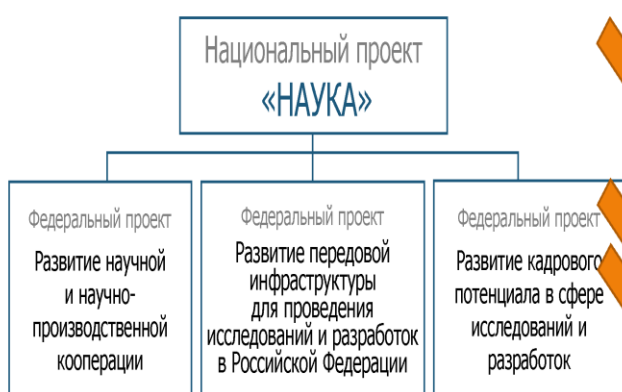 Национальный проект
«НАУКА»
Федеральный проект
Развитие научной
и научно-
производственной
кооперации
Федеральный проект
Развитие передовой
инфраструктуры
для проведения
исследований и разработок
в Российской Федерации
Федеральный проект
Развитие кадрового
потенциала в сфере
исследований и
разработок